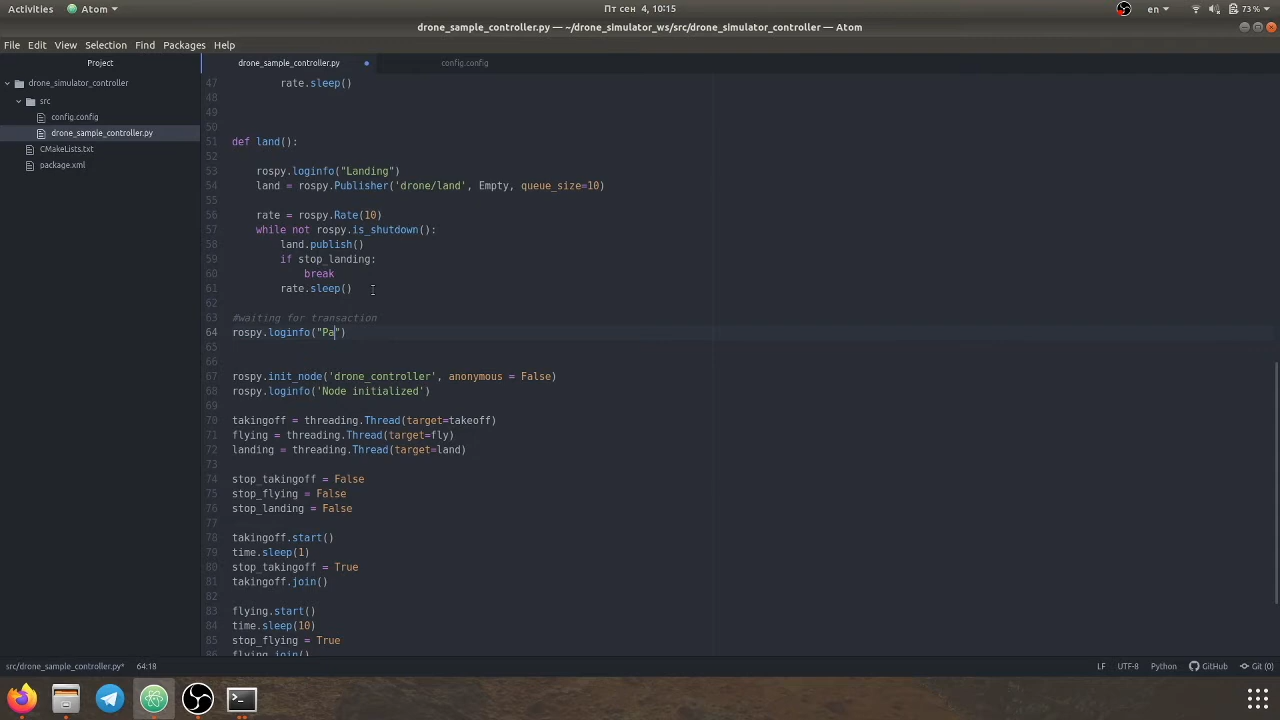 Activities Atom Пт сен 4, 10:15 en 73 %
drone_sample_controller.py — ~/drone_simulator_ws/src/drone_simulator_controller — Atom
File Edit View Selection Find Packages Help
Project
drone_simulator_controller
src
config.config
drone_sample_controller.py
CMakeLists.txt
package.xml
drone_sample_controller.py config.config
47 rate.sleep()
48
49
50
51 def land():
52
53 rospy.loginfo("Landing")
54 land = rospy.Publisher('drone/land', Empty, queue_size=10)
55
56 rate = rospy.Rate(10)
57 while not rospy.is_shutdown():
58 land.publish()
59 if stop_landing:
60 break
61 rate.sleep()
62
63 #waiting for transaction
64 rospy.loginfo("Pa")
65
66
67 rospy.init_node('drone_controller', anonymous = False)
68 rospy.loginfo('Node initialized')
69
70 takingoff = threading.Thread(target=takeoff)
71 flying = threading.Thread(target=fly)
72 landing = threading.Thread(target=land)
73
74 stop_takingoff = False
75 stop_flying = False
76 stop_landing = False
77
78 takingoff.start()
79 time.sleep(1)
80 stop_takingoff = True
81 takingoff.join()
82
83 flying.start()
84 time.sleep(10)
85 stop_flying = True
86 flying.join()
src/drone_sample_controller.py* 64:18 LF UTF-8 Python GitHub Git (0)